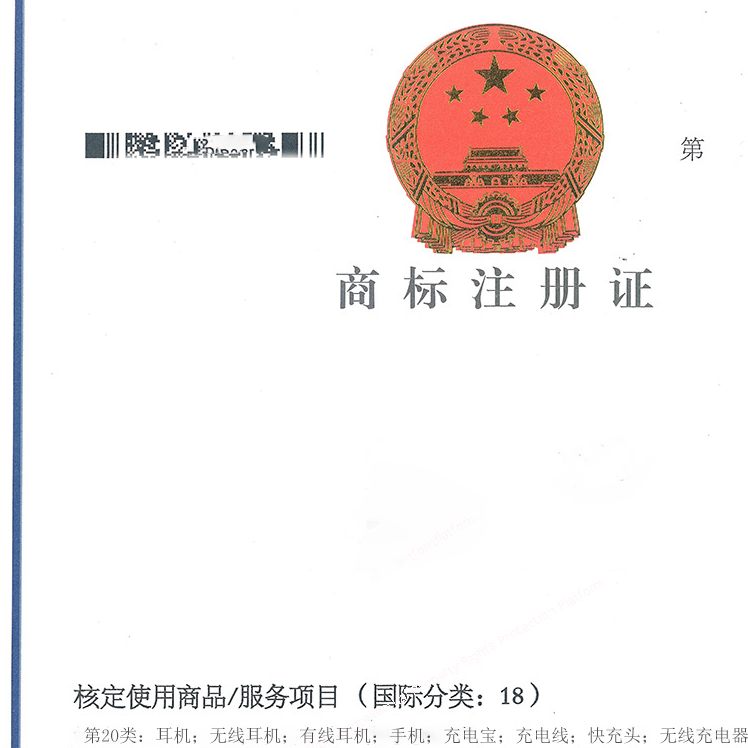 第
商标注册证
核定使用商品/服务项目（国际分类：18）
第20类：耳机；无线耳机；有线耳机；手机；充电宝；充电线；快充头；无线充电器